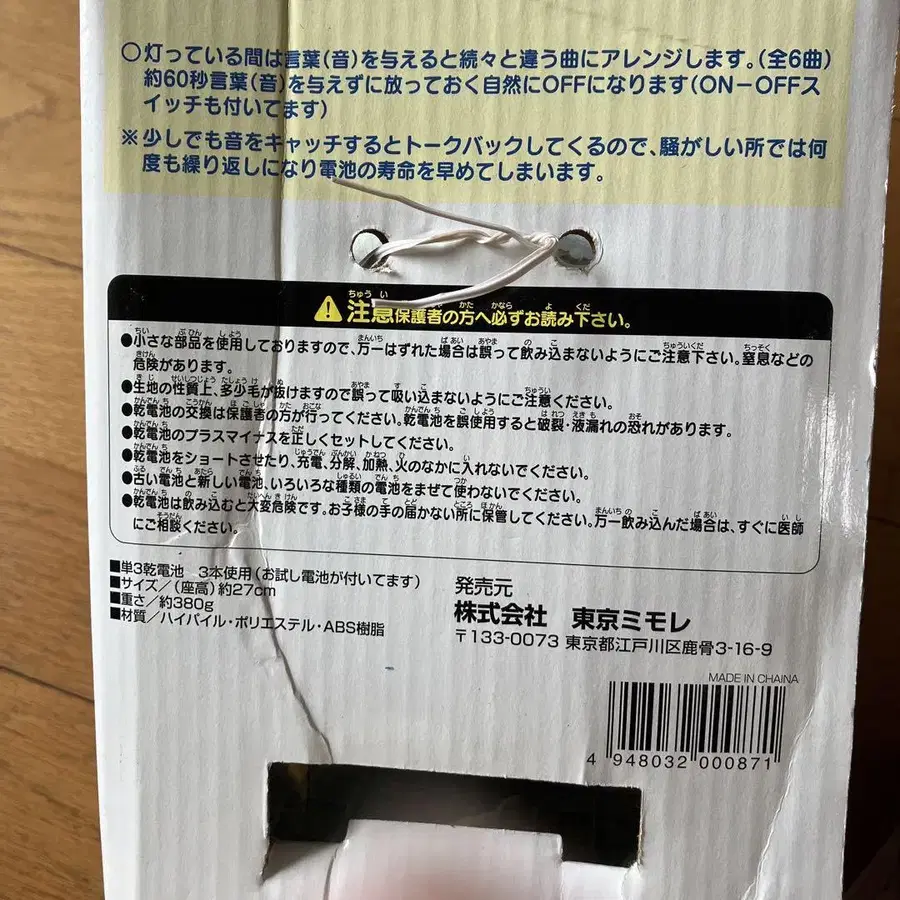 ○灯っている間は言葉(音)を与えると続々と違う曲にアレンジします。(全6曲)
約60秒言葉(音)を与えずに放っておく自然にOFFになります(ON−OFFス
イッチも付いてます)
※少しでも音をキャッチするとトークバックしてくるので、騒がしい所では何
度も繰り返しになり電池の寿命を早めてしまいます。
注意保護者の方へ必ずお読み下さい。
●小さな部品を使用しておりますので、万一はずれた場合は誤って飲み込まないようにご注意下さい。窒息などの
危険があります。
●生地の性質上、多少毛が抜けますので誤って吸い込まないようにご注意ください。
●乾電池の交換は保護者の方が行ってください。乾電池を誤使用すると破裂・液漏れの恐れがあります。
●乾電池のプラスマイナスを正しくセットしてください。
●乾電池をショートさせたり、充電、分解、加熱、火のなかに入れないでください。
●古い電池と新しい電池、いろいろな種類の電池をまぜて使わないでください。
●乾電池は飲み込むと大変危険です。お子様の手の届かない所に保管してください。万一飲み込んだ場合は、すぐに医師
にご相談ください。
■単3乾電池 3本使用(お試し電池が付いてます)
■サイズ/(座高)約27cm
■重さ/約380g
■材質/ハイパイル・ポリエステル・ABS樹脂
発売元
株式会社 東京ミモレ
〒133-0073 東京都江戸川区鹿骨3-16-9
MADE IN CHAINA
4 948032 000871